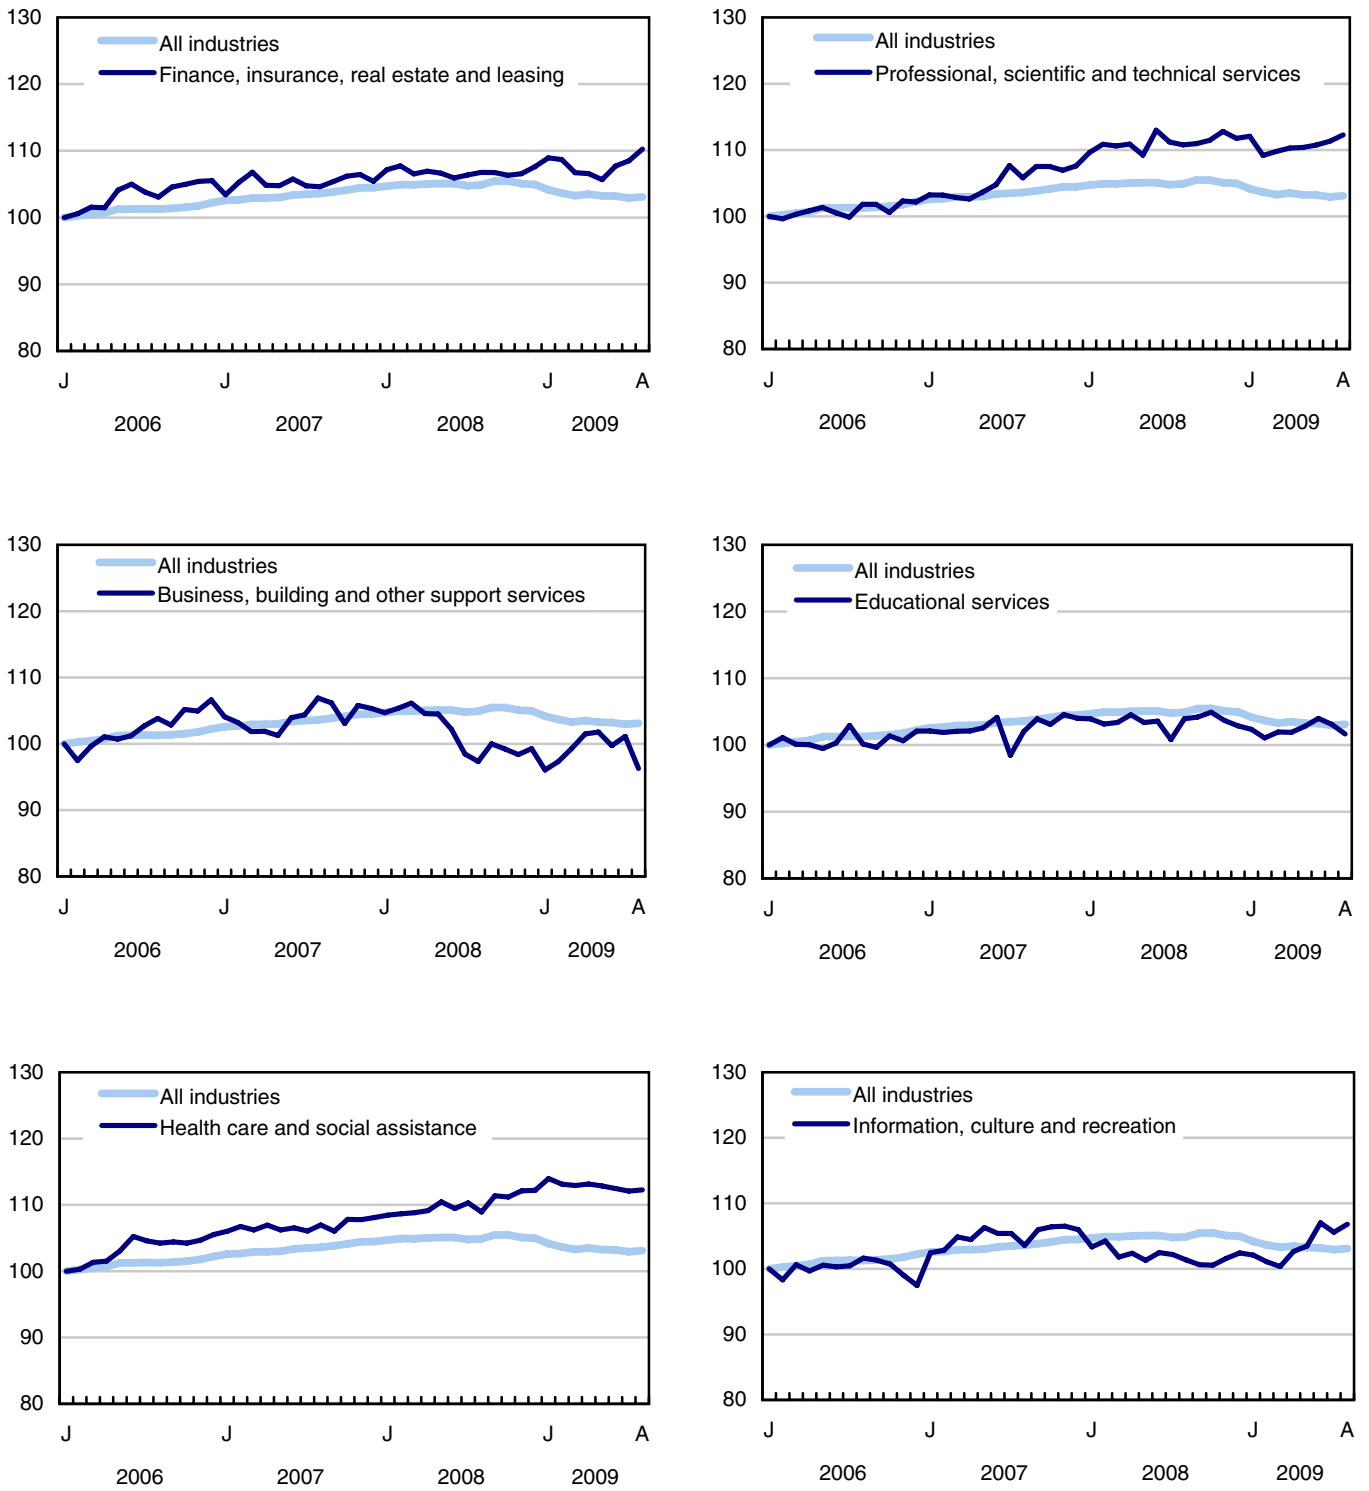 130
120
110
100
90
80
All industries
Finance, insurance, real estate and leasing
J J J J A
2006 2007 2008 2009
130
120
110
100
90
80
All industries
Professional, scientific and technical services
J J J J A
2006 2007 2008 2009
130
120
110
100
90
80
All industries
Business, building and other support services
J J J J A
2006 2007 2008 2009
130
120
110
100
90
80
All industries
Educational services
J J J J A
2006 2007 2008 2009
130
120
110
100
90
80
All industries
Health care and social assistance
J J J J A
2006 2007 2008 2009
130
120
110
100
90
80
All industries
Information, culture and recreation
J J J J A
2006 2007 2008 2009